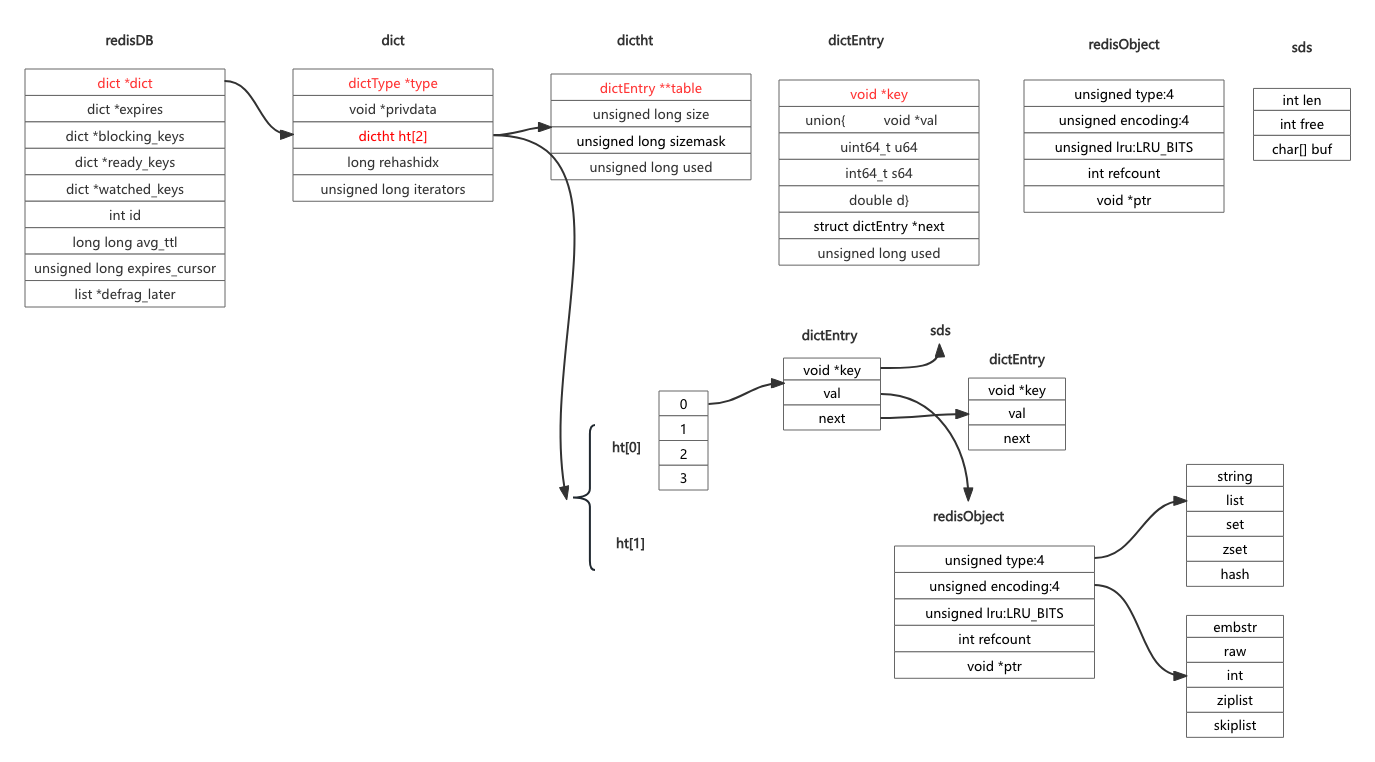 redisDB
dict *dict
dict *expires
dict *blocking_keys
dict *ready_keys
dict *watched_keys
int id
long long avg_ttl
unsigned long expires_cursor
list *defrag_later
dict
dictType *type
void *privdata
dictht ht[2]
long rehashidx
unsigned long iterators
dictht
dictEntry **table
unsigned long size
unsigned long sizemask
unsigned long used
dictEntry
void *key
union{ void *val
uint64_t u64
int64_t s64
double d}
struct dictEntry *next
unsigned long used
redisObject
unsigned type:4
unsigned encoding:4
unsigned lru:LRU_BITS
int refcount
void *ptr
sds
int len
int free
char[] buf
ht[0]
ht[1]
0
1
2
3
dictEntry
void *key
val
next
sds
dictEntry
void *key
val
next
redisObject
unsigned type:4
unsigned encoding:4
unsigned lru:LRU_BITS
int refcount
void *ptr
string
list
set
zset
hash
embstr
raw
int
ziplist
skiplist